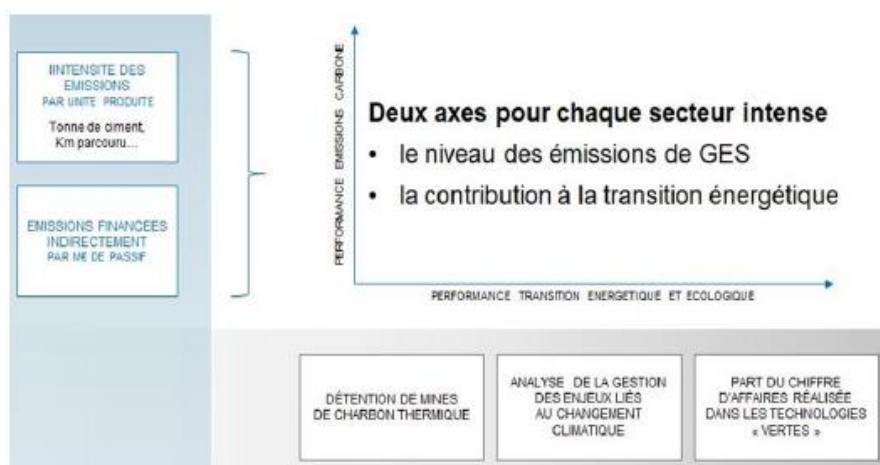 IINTENSITE DES
EMISSIONS
PAR UNITE PRODUITE
Tonne de ciment,
Km parcouru...
EMISSIONS FINANCEES
INDIRECTEMENT
PAR M€ DE PASSIF
PERFORMANCE EMISSIONS CARBONE
Deux axes pour chaque secteur intense
• le niveau des émissions de GES
• la contribution à la transition énergétique
PERFORMANCE TRANSITION ENERGETIQUE ET ECOLOGIQUE
DÉTENTION DE MINES
DE CHARBON THERMIQUE
ANALYSE DE LA GESTION
DES ENJEUX LIÉS
AU CHANGEMENT
CLIMATIQUE
PART DU CHIFFRE
D'AFFAIRES RÉALISÉE
DANS LES TECHNOLOGIES
« VERTES »